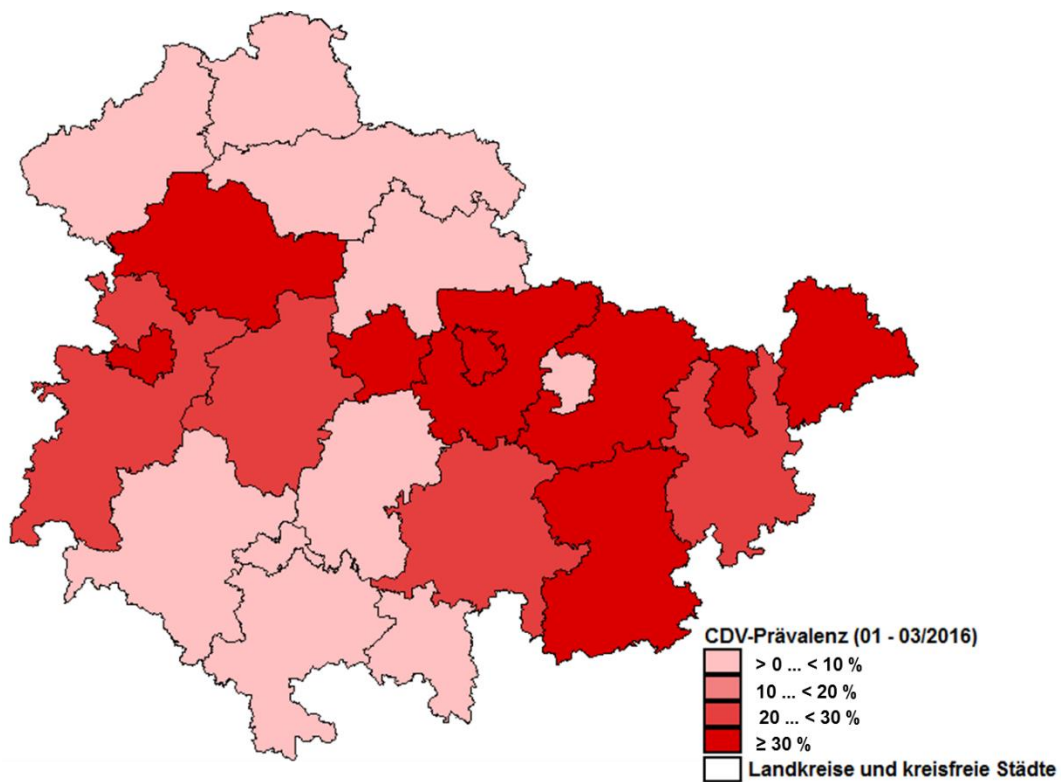 CDV-Prävalenz (01 - 03/2016)
> 0 ... < 10 %
10 ... < 20 %
20 ... < 30 %
≥ 30 %
Landkreise und kreisfreie Städte